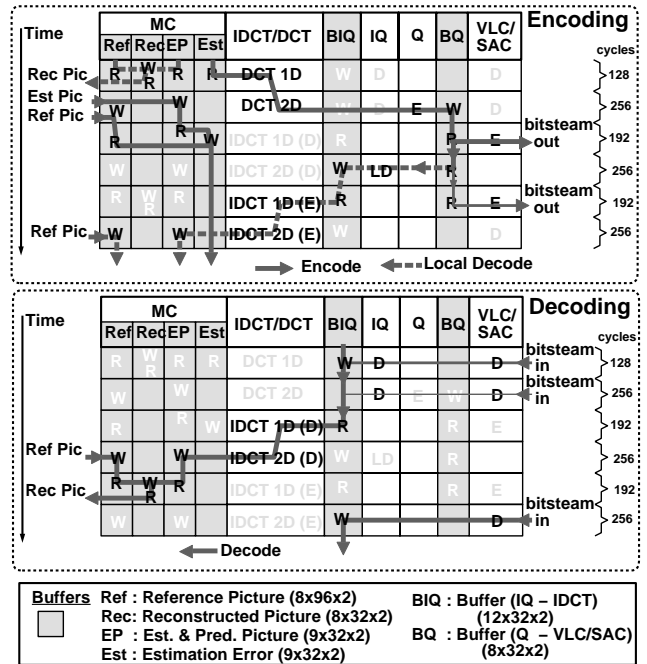 Encoding
Time MC IDCT/DCT BIQ IQ Q BQ VLC/SAC
Ref Rec EP Est cycles
Rec Pic R W R R R DCT 1D W D D 128
Est Pic
Ref Pic W W DCT 2D W D E W 256
R R W IDCT 1D (D) R R E bitsteam out 192
W W IDCT 2D (D) W LD R 256
R W R R IDCT 1D (E) R R E bitsteam out 192
Ref Pic W W IDCT 2D (E) W D 256
Encode Local Decode
Decoding
Time MC IDCT/DCT BIQ IQ Q BQ VLC/SAC
Ref Rec EP Est cycles
R W R R R DCT 1D W D D bitsteam in 128
W W DCT 2D D E W D bitsteam in 256
R R W IDCT 1D (D) R R E 192
Ref Pic W W IDCT 2D (D) W LD R 256
Rec Pic R W R R IDCT 1D (E) R R E 192
W W IDCT 2D (E) W D bitsteam in 256
Decode
Buffers Ref : Reference Picture (8x96x2)
Rec: Reconstructed Picture (8x32x2)
EP : Est. & Pred. Picture (9x32x2)
Est : Estimation Error (9x32x2)
BIQ : Buffer (IQ – IDCT)
(12x32x2)
BQ : Buffer (Q – VLC/SAC)
(8x32x2)